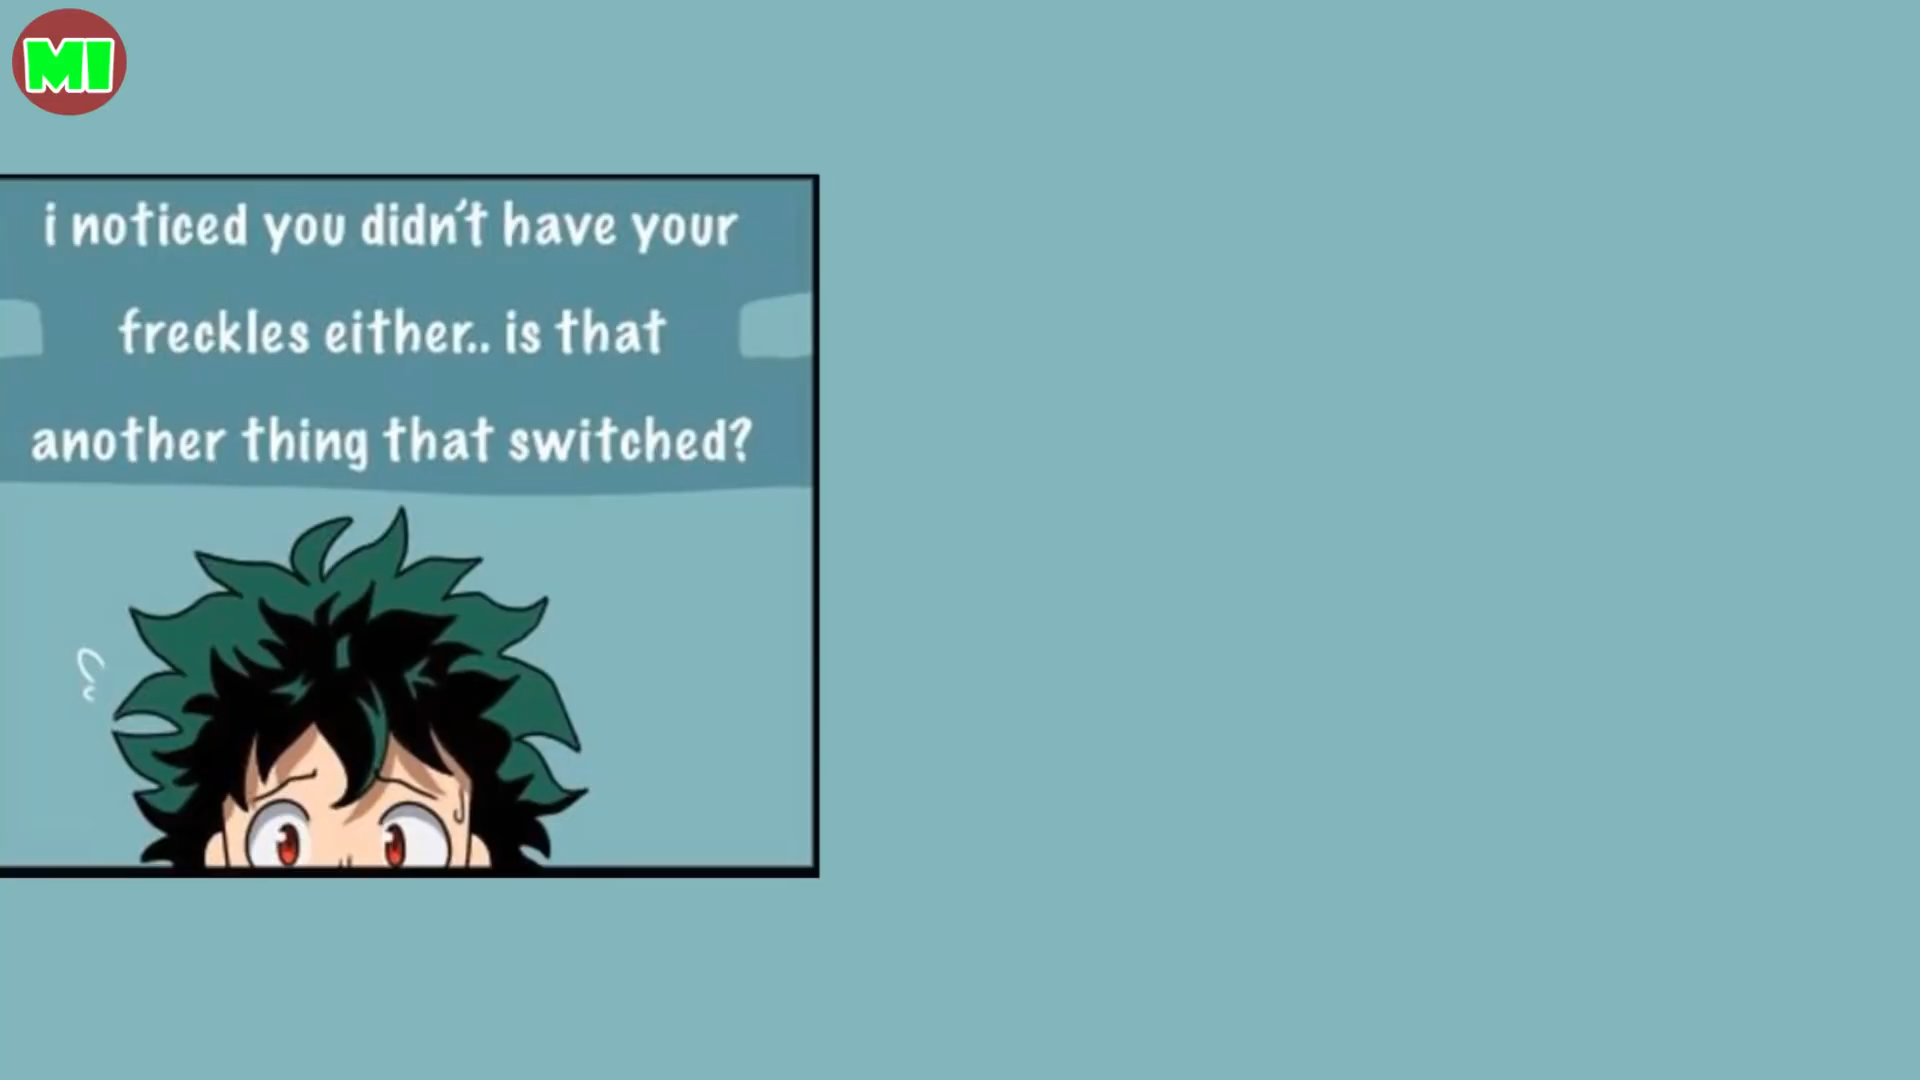 MI
i noticed you didn't have your
freckles either.. is that
another thing that switched?